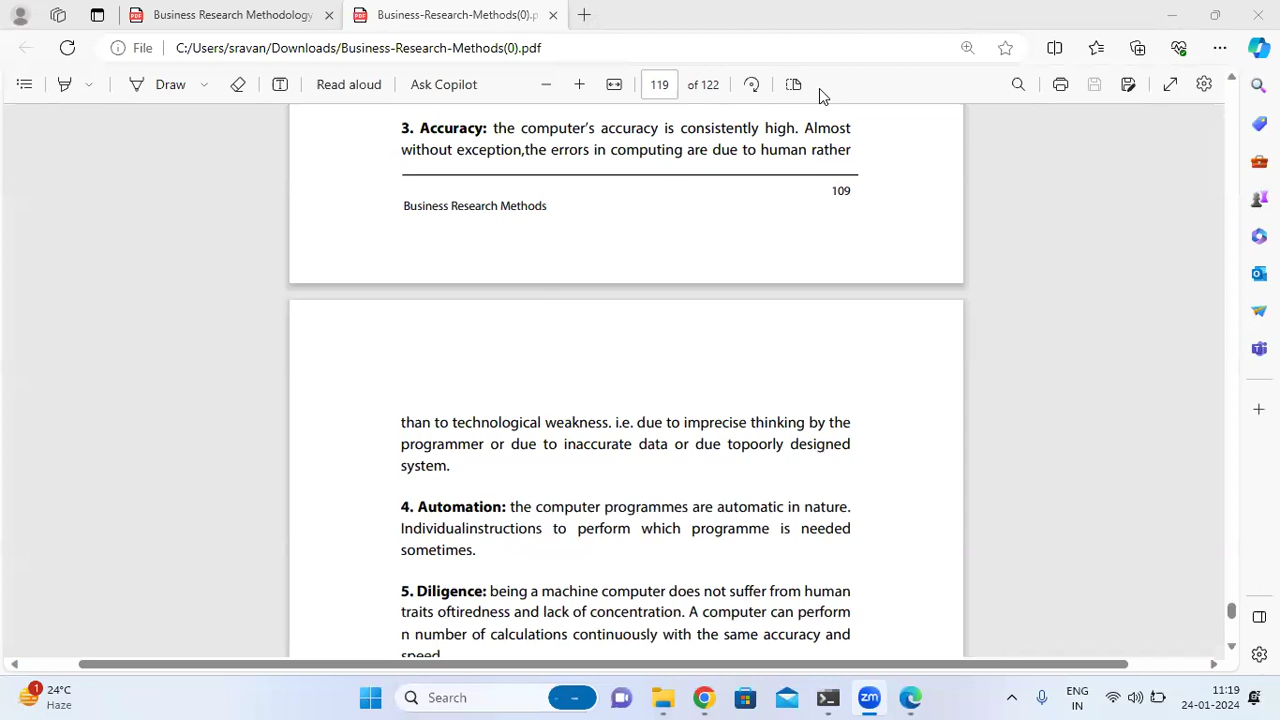 Business Research Methodology
Business-Research-Methods(0).p
File
C:/Users/sravan/Downloads/Business-Research-Methods(0).pdf
Draw
Read aloud
Ask Copilot
119
of 122
3. Accuracy: the computer's accuracy is consistently high. Almost
without exception,the errors in computing are due to human rather
109
Business Research Methods
than to technological weakness. i.e. due to imprecise thinking by the
programmer or due to inaccurate data or due topoorly designed
system.
4. Automation: the computer programmes are automatic in nature.
Individualinstructions to perform which programme is needed
sometimes.
5. Diligence: being a machine computer does not suffer from human
traits oftiredness and lack of concentration. A computer can perform
n number of calculations continuously with the same accuracy and
speed
1
24°C
Haze
Search
zm
ENG
IN
11:19
24-01-2024